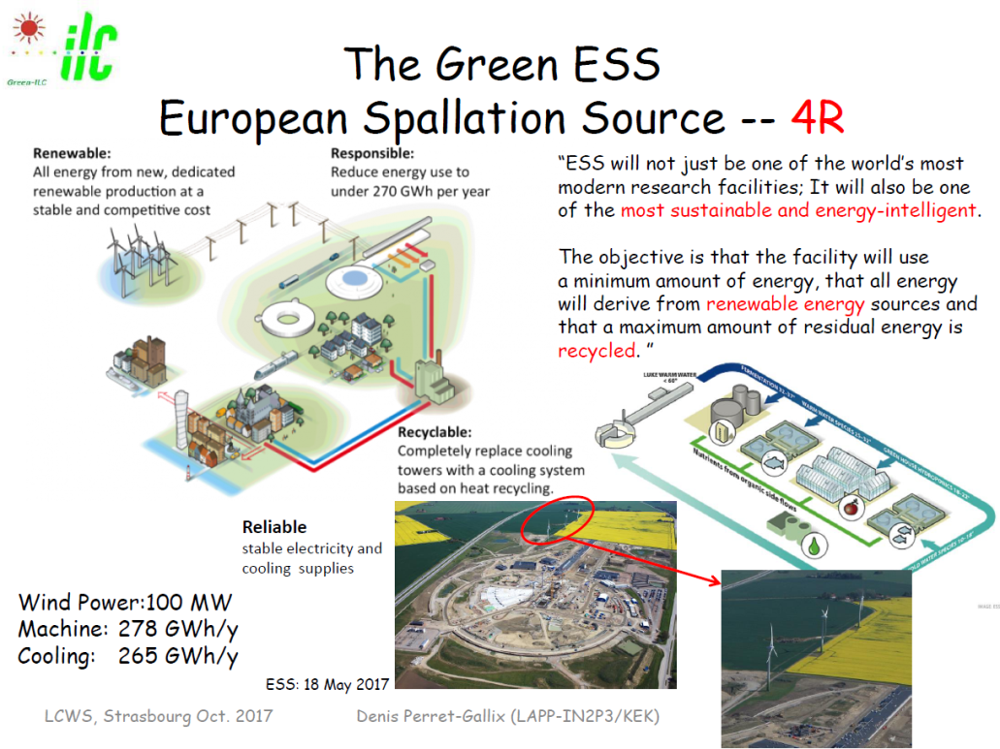 ilc
Green-ILC
The Green ESS
European Spallation Source -- 4R
Renewable:
All energy from new, dedicated
renewable production at a
stable and competitive cost
Responsible:
Reduce energy use to
under 270 GWh per year
“ESS will not just be one of the world’s most
modern research facilities; It will also be one
of the most sustainable and energy-intelligent.
The objective is that the facility will use
a minimum amount of energy, that all energy
will derive from renewable energy sources and
that a maximum amount of residual energy is
recycled. ”
LUKE WARM WATER
< 60°
Nutrients from organic side flows
Recyclable:
Completely replace cooling
towers with a cooling system
based on heat recycling.
Reliable
stable electricity and
cooling supplies
Wind Power:100 MW
Machine: 278 GWh/y
Cooling: 265 GWh/y
ESS: 18 May 2017
IMAGE ESS
LCWS, Strasbourg Oct. 2017
Denis Perret-Gallix (LAPP-IN2P3/KEK)